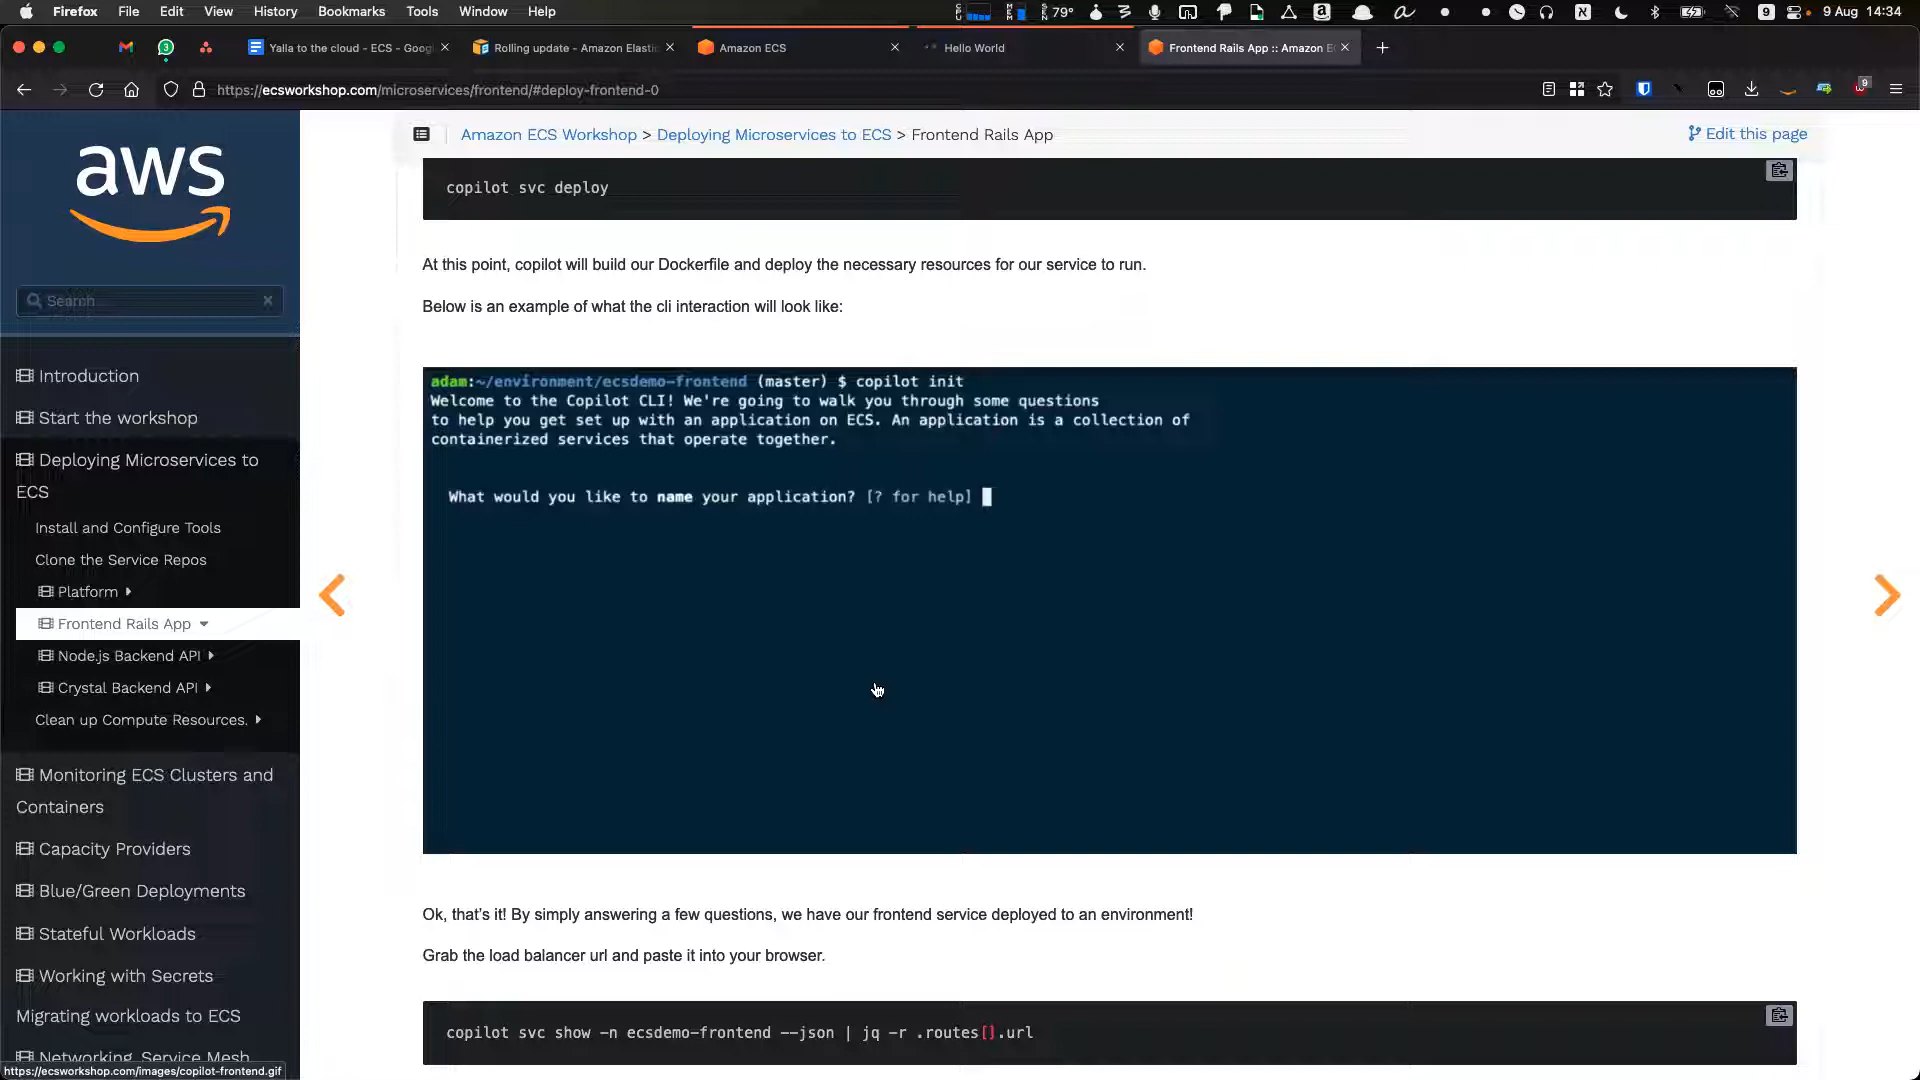 Firefox File Edit View History Bookmarks Tools Window Help
79°
9
9 Aug 14:34
3
Yalla to the cloud - ECS - Goog
Rolling update - Amazon Elastic
Amazon ECS
Hello World
Frontend Rails App :: Amazon EC
https://ecsworkshop.com/microservices/frontend/#deploy-frontend-0
9
aws
Search
Introduction
Start the workshop
Deploying Microservices to
ECS
Install and Configure Tools
Clone the Service Repos
Platform
Frontend Rails App
Node.js Backend API
Crystal Backend API
Clean up Compute Resources.
Monitoring ECS Clusters and
Containers
Capacity Providers
Blue/Green Deployments
Stateful Workloads
Working with Secrets
Migrating workloads to ECS
Networking, Service Mesh
https://ecsworkshop.com/images/copilot-frontend.gif
Amazon ECS Workshop > Deploying Microservices to ECS > Frontend Rails App
Edit this page
copilot svc deploy
At this point, copilot will build our Dockerfile and deploy the necessary resources for our service to run.
Below is an example of what the cli interaction will look like:
adam:~/environment/ecsdemo-frontend (master) $ copilot init
Welcome to the Copilot CLI! We're going to walk you through some questions
to help you get set up with an application on ECS. An application is a collection of
containerized services that operate together.
What would you like to name your application? [? for help]
Ok, that's it! By simply answering a few questions, we have our frontend service deployed to an environment!
Grab the load balancer url and paste it into your browser.
copilot svc show -n ecsdemo-frontend --json | jq -r .routes[].url